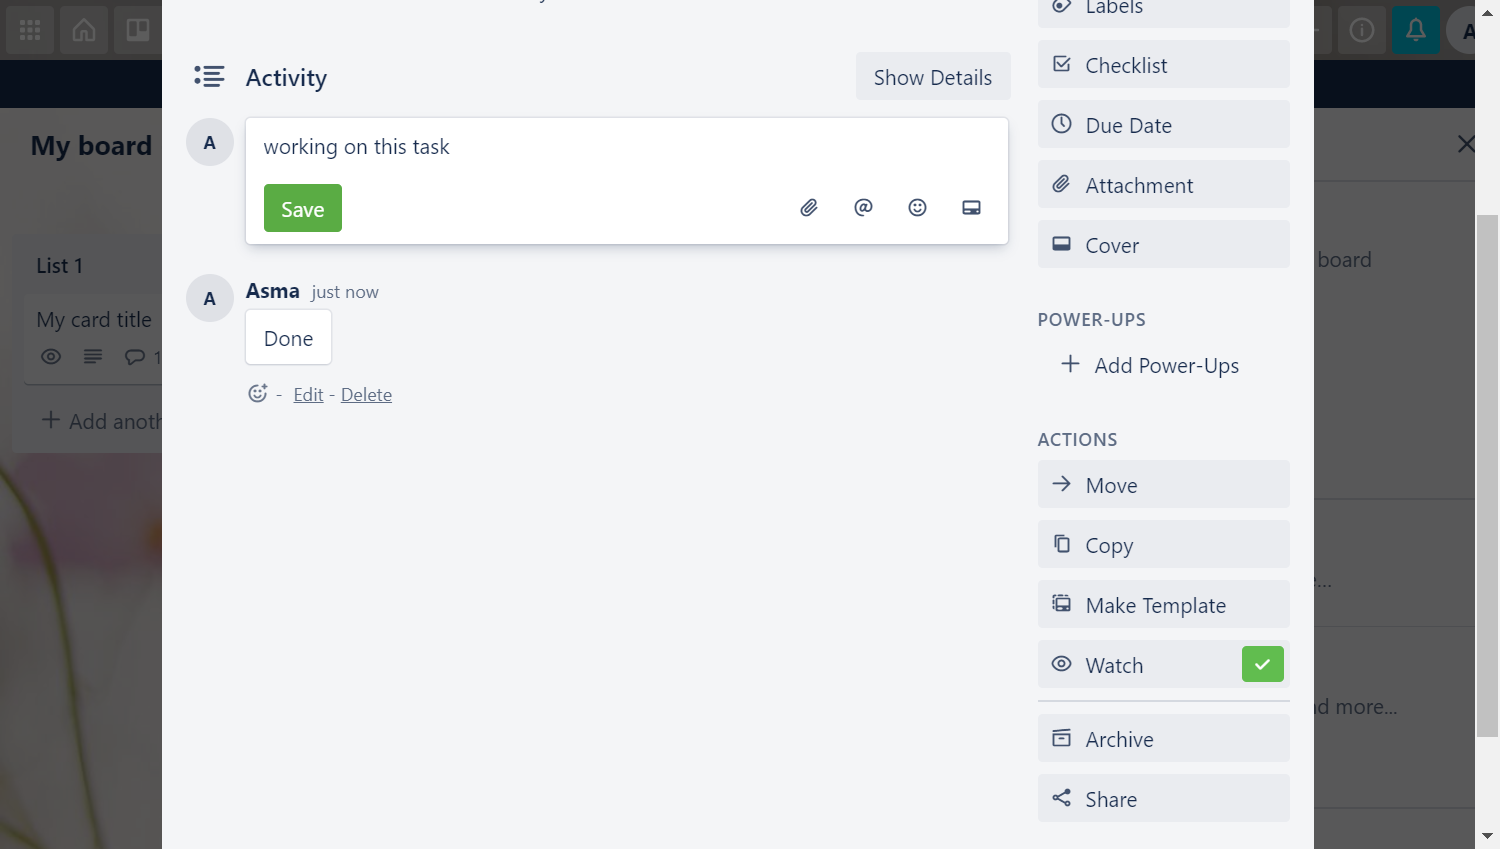 Labels
Activity
Show Details
Checklist
A
working on this task
Save
Due Date
Attachment
Cover
My board
List 1
My card title
1
Add anoth
A
Asma just now
Done
- Edit - Delete
board
POWER-UPS
Add Power-Ups
ACTIONS
Move
Copy
Make Template
Watch
Archive
Share
e...
nd more...
A